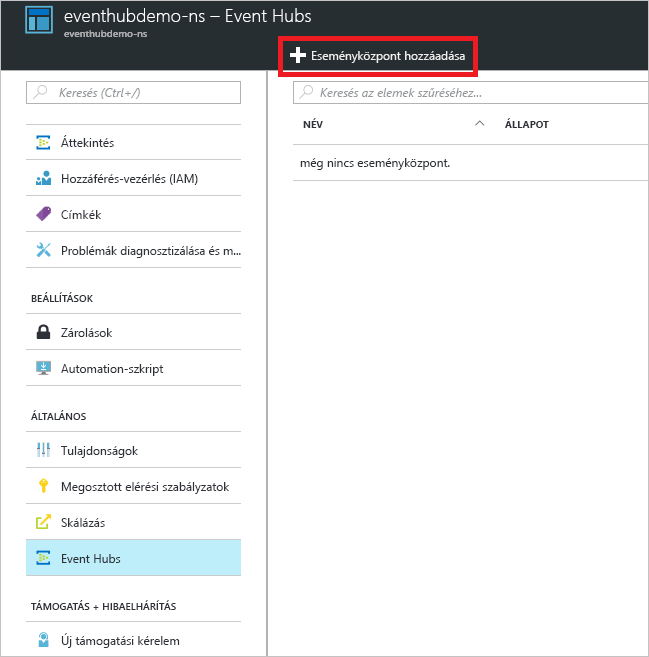 eventhubdemo-ns – Event Hubs
eventhubdemo-ns
Eseményközpont hozzáadása
Keresés (Ctrl+/)
Áttekintés
Hozzáférés-vezérlés (IAM)
Címkék
Problémák diagnosztizálása és m...
BEÁLLÍTÁSOK
Zárolások
Automation-szkript
ÁLTALÁNOS
Tulajdonságok
Megosztott elérési szabályzatok
Skálázás
Event Hubs
TÁMOGATÁS + HIBAELHÁRÍTÁS
Új támogatási kérelem
Keresés az elemek szűréséhez...
NÉV ÁLLAPOT
még nincs eseményközpont.